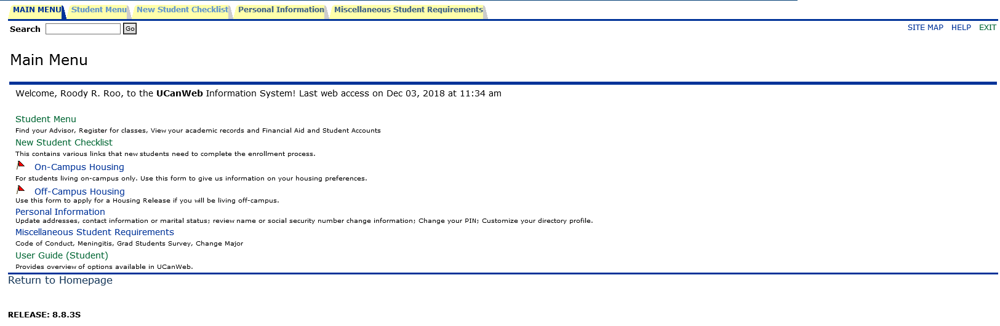 MAIN MENU Student Menu New Student Checklist Personal Information Miscellaneous Student Requirements
Search Go SITE MAP HELP EXIT
Main Menu
Welcome, Roody R. Roo, to the UCanWeb Information System! Last web access on Dec 03, 2018 at 11:34 am
Student Menu
Find your Advisor, Register for classes, View your academic records and Financial Aid and Student Accounts
New Student Checklist
This contains various links that new students need to complete the enrollment process.
On-Campus Housing
For students living on-campus only. Use this form to give us information on your housing preferences.
Off-Campus Housing
Use this form to apply for a Housing Release if you will be living off-campus.
Personal Information
Update addresses, contact information or marital status; review name or social security number change information; Change your PIN; Customize your directory profile.
Miscellaneous Student Requirements
Code of Conduct, Meningitis, Grad Students Survey, Change Major
User Guide (Student)
Provides overview of options available in UCanWeb.
Return to Homepage
RELEASE: 8.8.3S